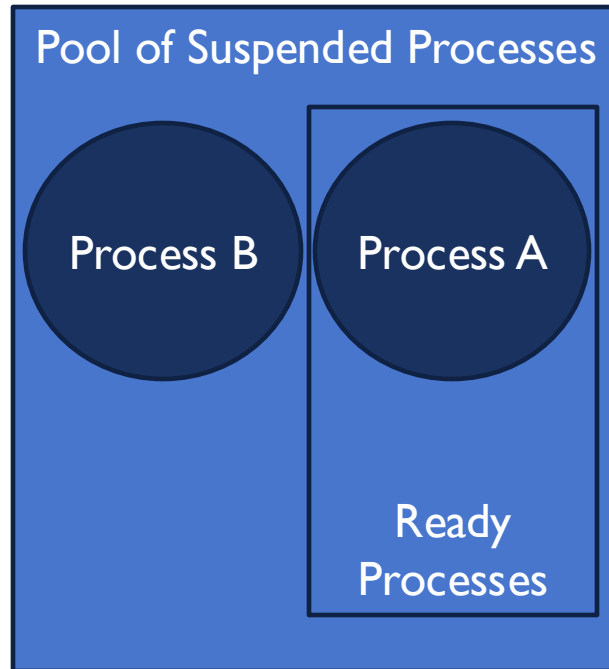 Pool of Suspended Processes
Process B
Process A
Ready
Processes